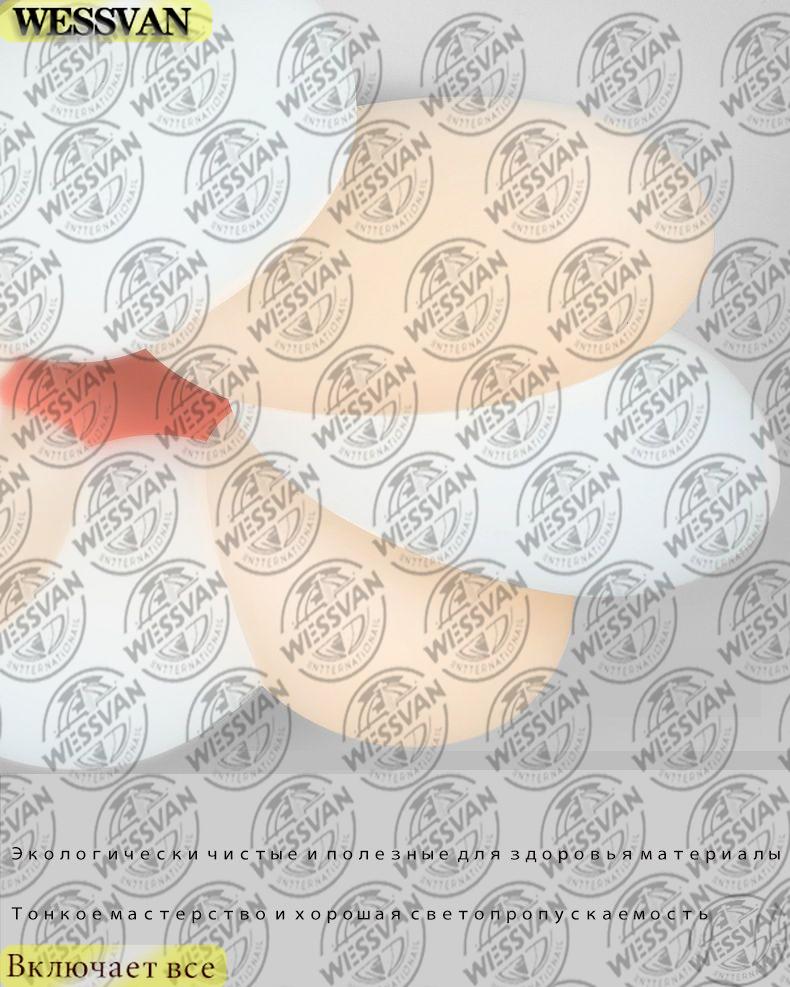 WESSVAN
Экологически чистые и полезные для здоровья материалы
Тонкое мастерство и хорошая светопропускаемость
Включает все